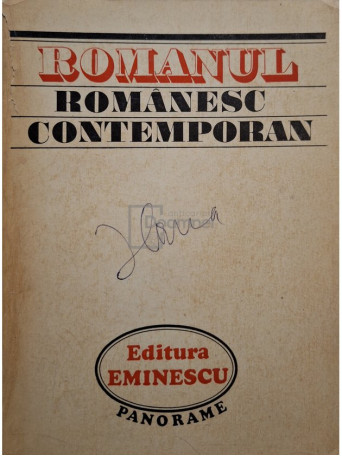 ROMANUL
ROMÂNESC
CONTEMPORAN
Editura
EMINESCU
PANORAME